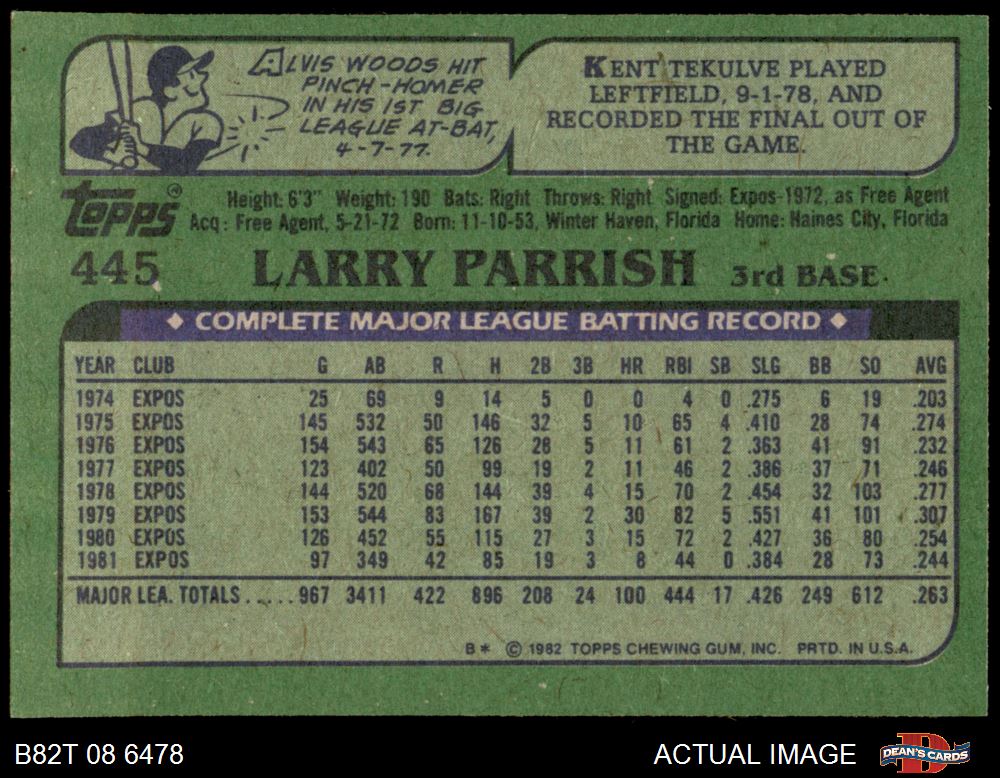 ALVIS WOODS HIT
PINCH-HOMER
IN HIS 1ST BIG
LEAGUE AT-BAT,
4-7-77.
KENT TEKULVE PLAYED
LEFTFIELD, 9-1-78, AND
RECORDED THE FINAL OUT OF
THE GAME.
Topps®
Height: 6'3" Weight: 190 Bats: Right Throws: Right Signed: Expos-1972, as Free Agent
Acq: Free Agent, 5-21-72 Born: 11-10-53, Winter Haven, Florida Home: Haines City, Florida
445 LARRY PARRISH 3rd BASE
◆ COMPLETE MAJOR LEAGUE BATTING RECORD ◆
YEAR CLUB G AB R H 2B 3B HR RBI SB SLG BB SO AVG
1974 EXPOS 25 69 9 14 5 0 0 4 0 .275 6 19 .203
1975 EXPOS 145 532 50 146 32 5 10 65 4 .410 28 74 .274
1976 EXPOS 154 543 65 126 28 5 11 61 2 .363 41 91 .232
1977 EXPOS 123 402 50 99 19 2 11 46 2 .386 37 71 .246
1978 EXPOS 144 520 68 144 39 4 15 70 2 .454 32 103 .277
1979 EXPOS 153 544 83 167 39 2 30 82 5 .551 41 101 .307
1980 EXPOS 126 452 55 115 27 3 15 72 2 .427 36 80 .254
1981 EXPOS 97 349 42 85 19 3 8 44 0 .384 28 73 .244
MAJOR LEA. TOTALS.....967 3411 422 896 208 24 100 444 17 .426 249 612 .263
B* © 1982 TOPPS CHEWING GUM, INC. PRTD. IN U.S.A.
B82T 08 6478
ACTUAL IMAGE
DEAN'S CARDS